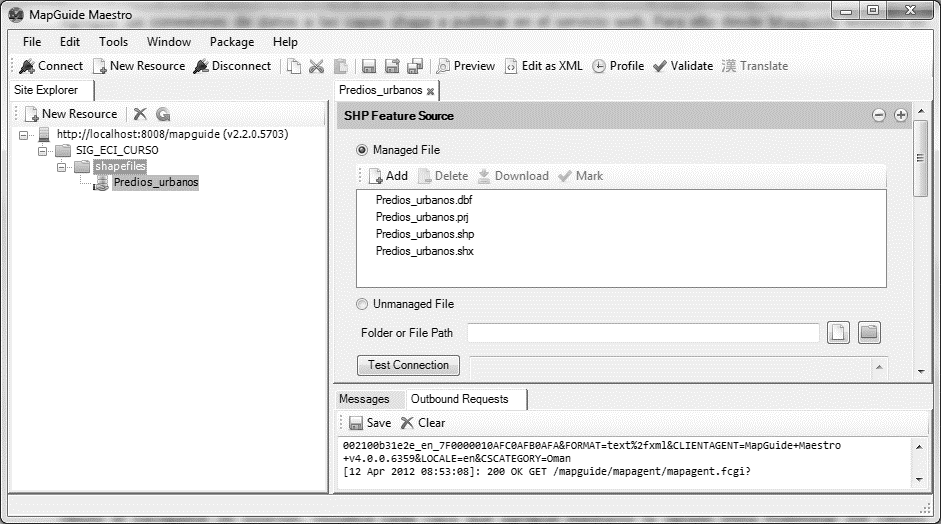 MapGuide Maestro
File Edit Tools Window Package Help
Connect New Resource Disconnect Preview Edit as XML Profile Validate 漢 Translate
Site Explorer
New Resource
http://localhost:8008/mapguide (v2.2.0.5703)
SIG_ECI_CURSO
shapefiles
Predios_urbanos
Predios_urbanos
SHP Feature Source
Managed File
Add Delete Download Mark
Predios_urbanos.dbf
Predios_urbanos.prj
Predios_urbanos.shp
Predios_urbanos.shx
Unmanaged File
Folder or File Path
Test Connection
Messages Outbound Requests
Save Clear
002100b31e2e_en_7F0000010AFC0AFB0AFA&FORMAT=text%2fxml&CLIENTAGENT=MapGuide+Maestro
+v4.0.0.6359&LOCALE=en&CSCATEGORY=Oman
[12 Apr 2012 08:53:08]: 200 OK GET /mapguide/mapagent/mapagent.fcgi?